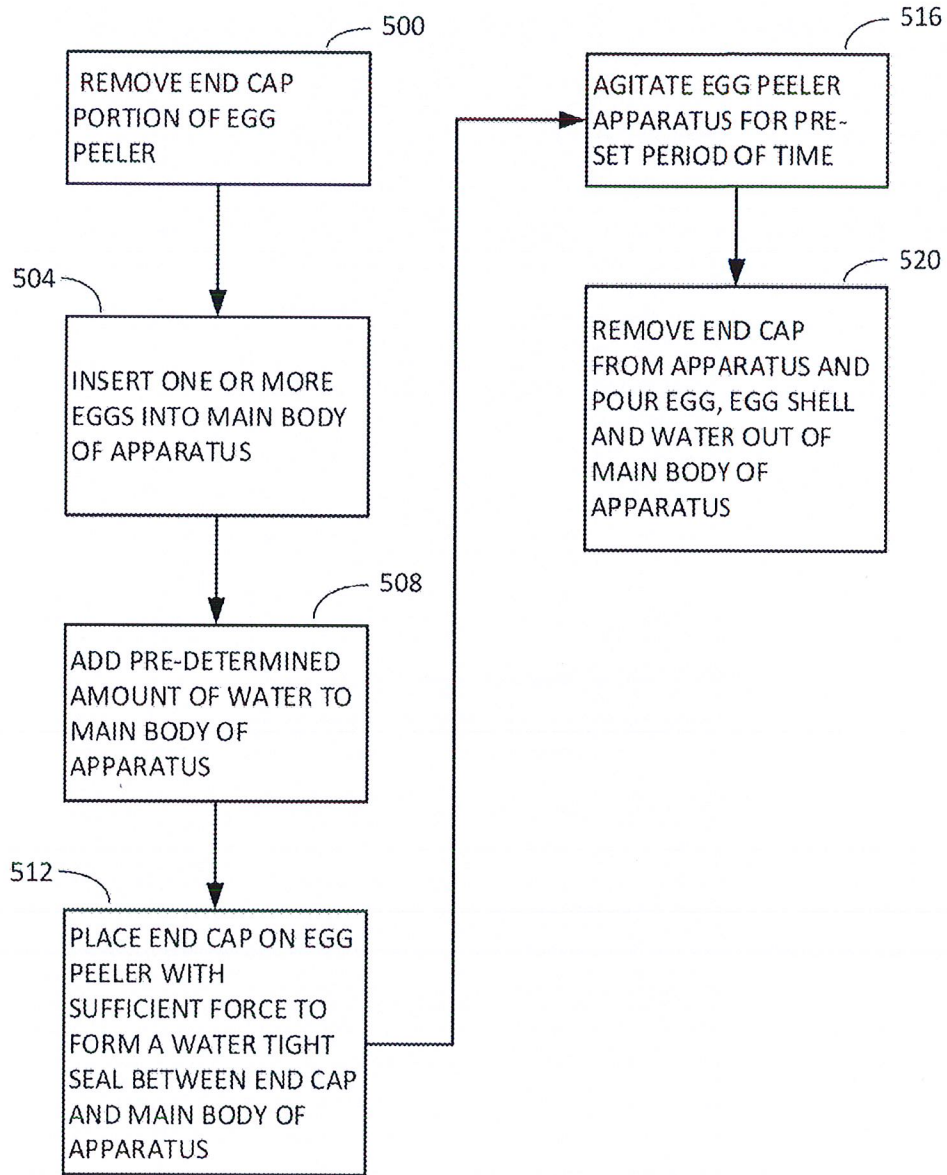 500
REMOVE END CAP
PORTION OF EGG
PEELER
504
INSERT ONE OR MORE
EGGS INTO MAIN BODY
OF APPARATUS
508
ADD PRE-DETERMINED
AMOUNT OF WATER TO
MAIN BODY OF
APPARATUS
512
PLACE END CAP ON EGG
PEELER WITH
SUFFICIENT FORCE TO
FORM A WATER TIGHT
SEAL BETWEEN END CAP
AND MAIN BODY OF
APPARATUS
516
AGITATE EGG PEELER
APPARATUS FOR PRE-
SET PERIOD OF TIME
520
REMOVE END CAP
FROM APPARATUS AND
POUR EGG, EGG SHELL
AND WATER OUT OF
MAIN BODY OF
APPARATUS